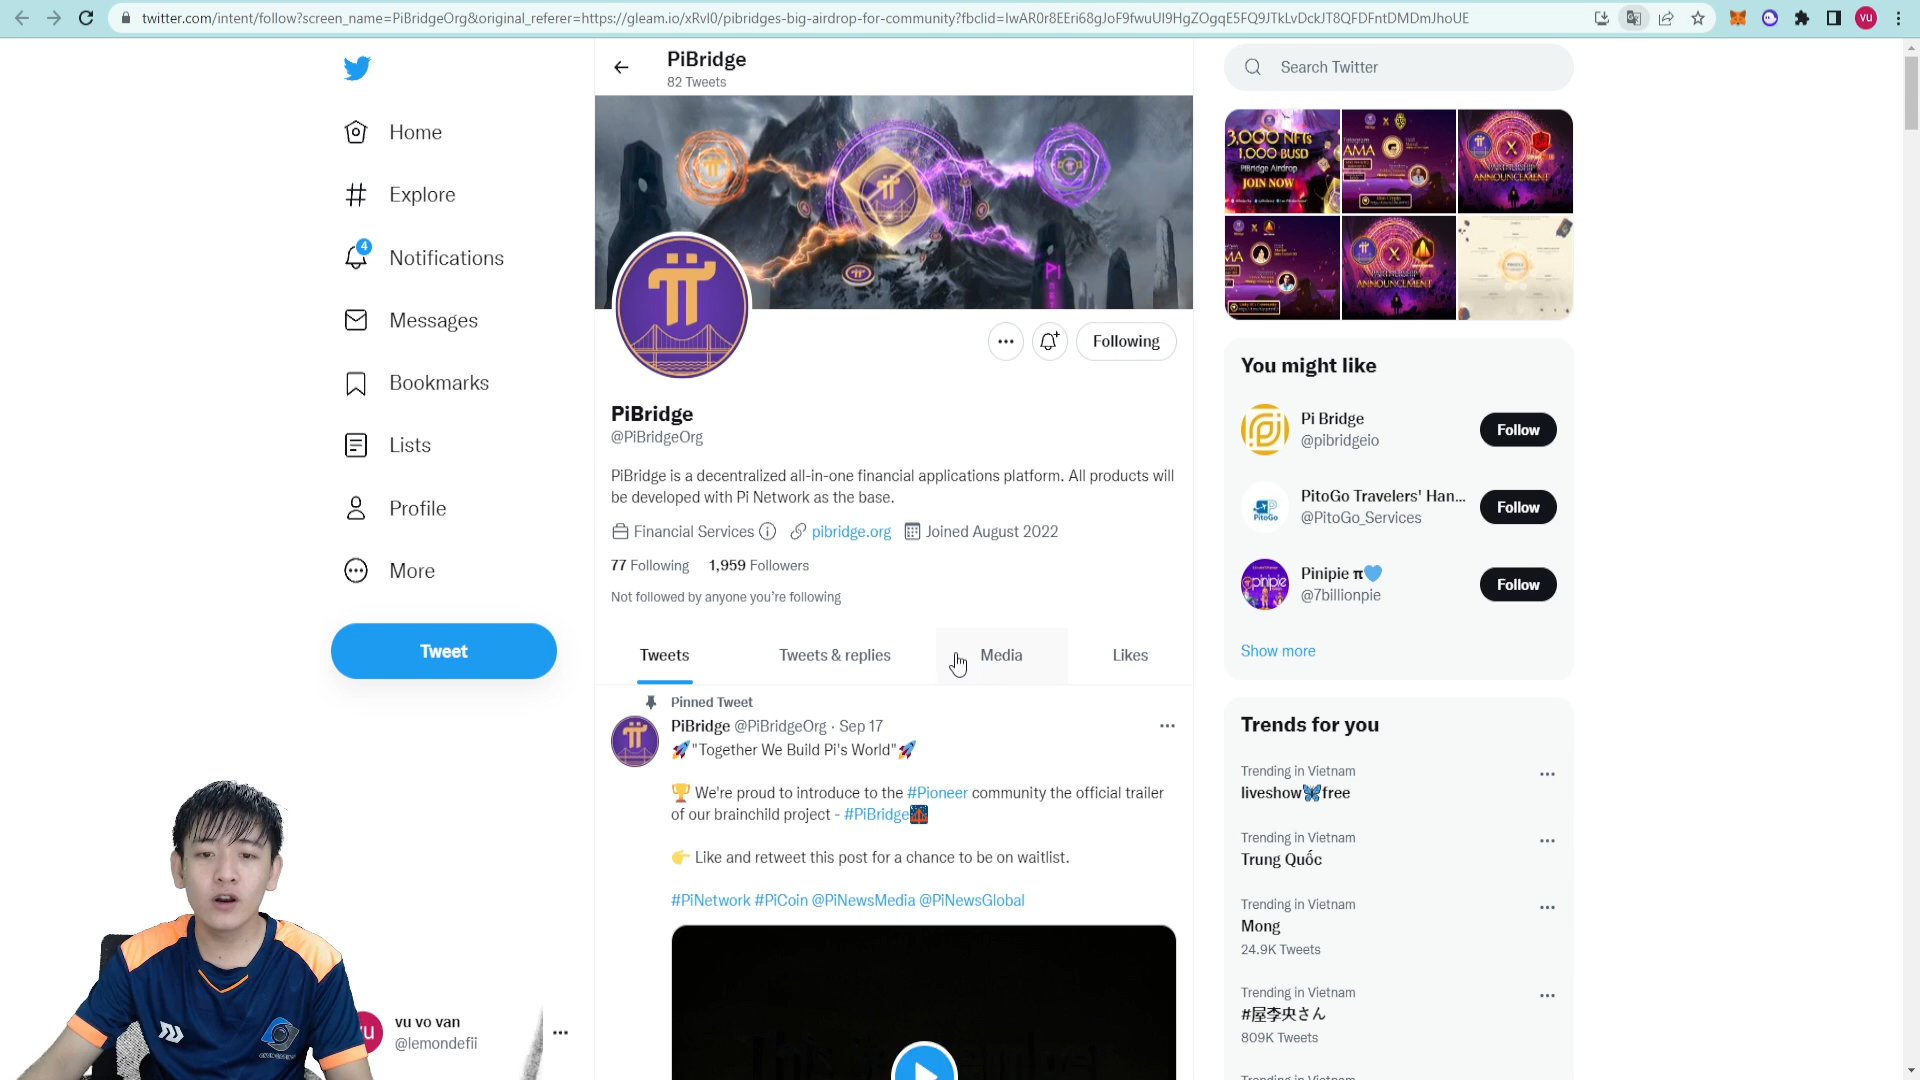 twitter.com/intent/follow?screen_name=PiBridgeOrg&original_referer=https://gleam.io/xRvl0/pibridges-big-airdrop-for-community?fbclid=IwAR0r8EEri68gJoF9fwuUI9HgZOgqE5FQ9JTkLvDckJT8QFDFntDMDmJhoUE
VU
Home
Explore
4
Notifications
Messages
Bookmarks
Lists
Profile
More
Tweet
vu vo van
@lemondefii
PiBridge
82 Tweets
Following
PiBridge
@PiBridgeOrg
PiBridge is a decentralized all-in-one financial applications platform. All products will
be developed with Pi Network as the base.
Financial Services
pibridge.org
Joined August 2022
77 Following
1,959 Followers
Not followed by anyone you're following
Tweets
Tweets & replies
Media
Likes
Pinned Tweet
PiBridge @PiBridgeOrg · Sep 17
🚀"Together We Build Pi's World"🚀
🏆 We're proud to introduce to the #Pioneer community the official trailer
of our brainchild project - #PiBridge
👉 Like and retweet this post for a chance to be on waitlist.
#PiNetwork #PiCoin @PiNewsMedia @PiNewsGlobal
Search Twitter
3,000 NFTs
1,000 BUSD
PiBridge Airdrop
JOIN NOW
AMA
PARTNERSHIP
ANNOUNCEMENT
MA
PARTNERSHIP
ANNOUNCEMENT
You might like
Pi Bridge
@pibridgeio
Follow
PitoGo
PitoGo Travelers' Han...
@PitoGo_Services
Follow
pinipie
Pinipie π💙
@7billionpie
Follow
Show more
Trends for you
Trending in Vietnam
liveshow🦋free
Trending in Vietnam
Trung Quốc
Trending in Vietnam
Mong
24.9K Tweets
Trending in Vietnam
#屋李央さん
809K Tweets